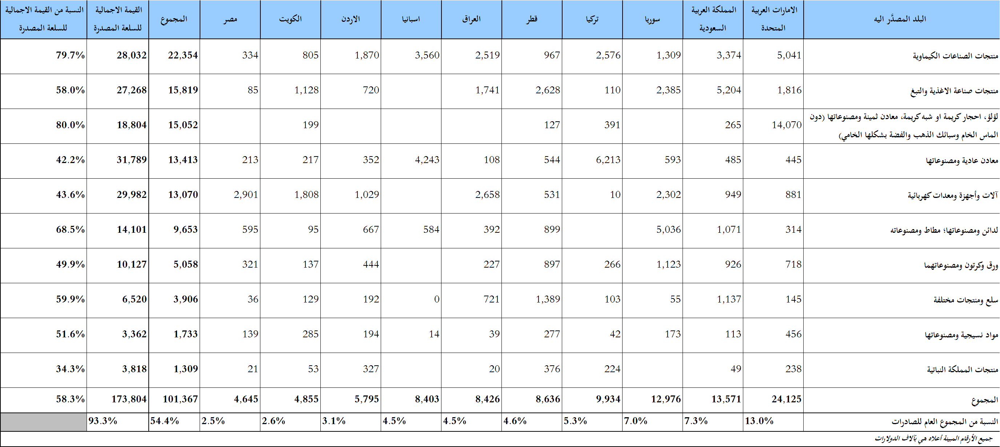 البلد المصدَّر اليه الامارات العربية المتحدة المملكة العربية السعودية سوريا تركيا قطر العراق اسبانيا الاردن الكويت مصر المجموع القيمة الاجمالية للسلعة المصدرة النسبة من القيمة الاجمالية للسلعة المصدرة
منتجات الصناعات الكيماوية 5,041 3,374 1,309 2,576 967 2,519 3,560 1,870 805 334 22,354 28,032 79.7%
منتجات صناعة الاغذية والتبغ 1,816 5,204 2,385 110 2,628 1,741 720 1,128 85 15,819 27,268 58.0%
لؤلؤ، احجار كريمة او شبه كريمة، معادن ثمينة ومصنوعاتها (دون
الماس الخام وسبائك الذهب والفضة بشكلها الخامي) 14,070 265 391 127 199 15,052 18,804 80.0%
معادن عادية ومصنوعاتها 445 485 593 6,213 544 108 4,243 352 217 213 13,413 31,789 42.2%
آلات وأجهزة ومعدات كهربائية 881 949 2,302 10 531 2,658 1,029 1,808 2,901 13,070 29,982 43.6%
لدائن ومصنوعاتها؛ مطاط ومصنوعاته 314 1,071 5,036 899 392 584 667 95 595 9,653 14,101 68.5%
ورق وكرتون ومصنوعاتهما 718 926 1,123 266 897 227 444 137 321 5,058 10,127 49.9%
سلع ومنتجات مختلفة 145 1,137 55 103 1,389 721 0 192 129 36 3,906 6,520 59.9%
مواد نسيجية ومصنوعاتها 456 113 173 42 277 39 14 194 285 139 1,733 3,362 51.6%
منتجات المملكة النباتية 238 49 224 376 20 327 53 21 1,309 3,818 34.3%
المجموع 24,125 13,571 12,976 9,934 8,636 8,426 8,403 5,795 4,855 4,645 101,367 173,804 58.3%
النسبة من المجموع العام للصادرات 13.0% 7.3% 7.0% 5.3% 4.6% 4.5% 4.5% 3.1% 2.6% 2.5% 54.4% 93.3%
جميع الأرقام المبينة أعلاه هي بآلاف الدولارات